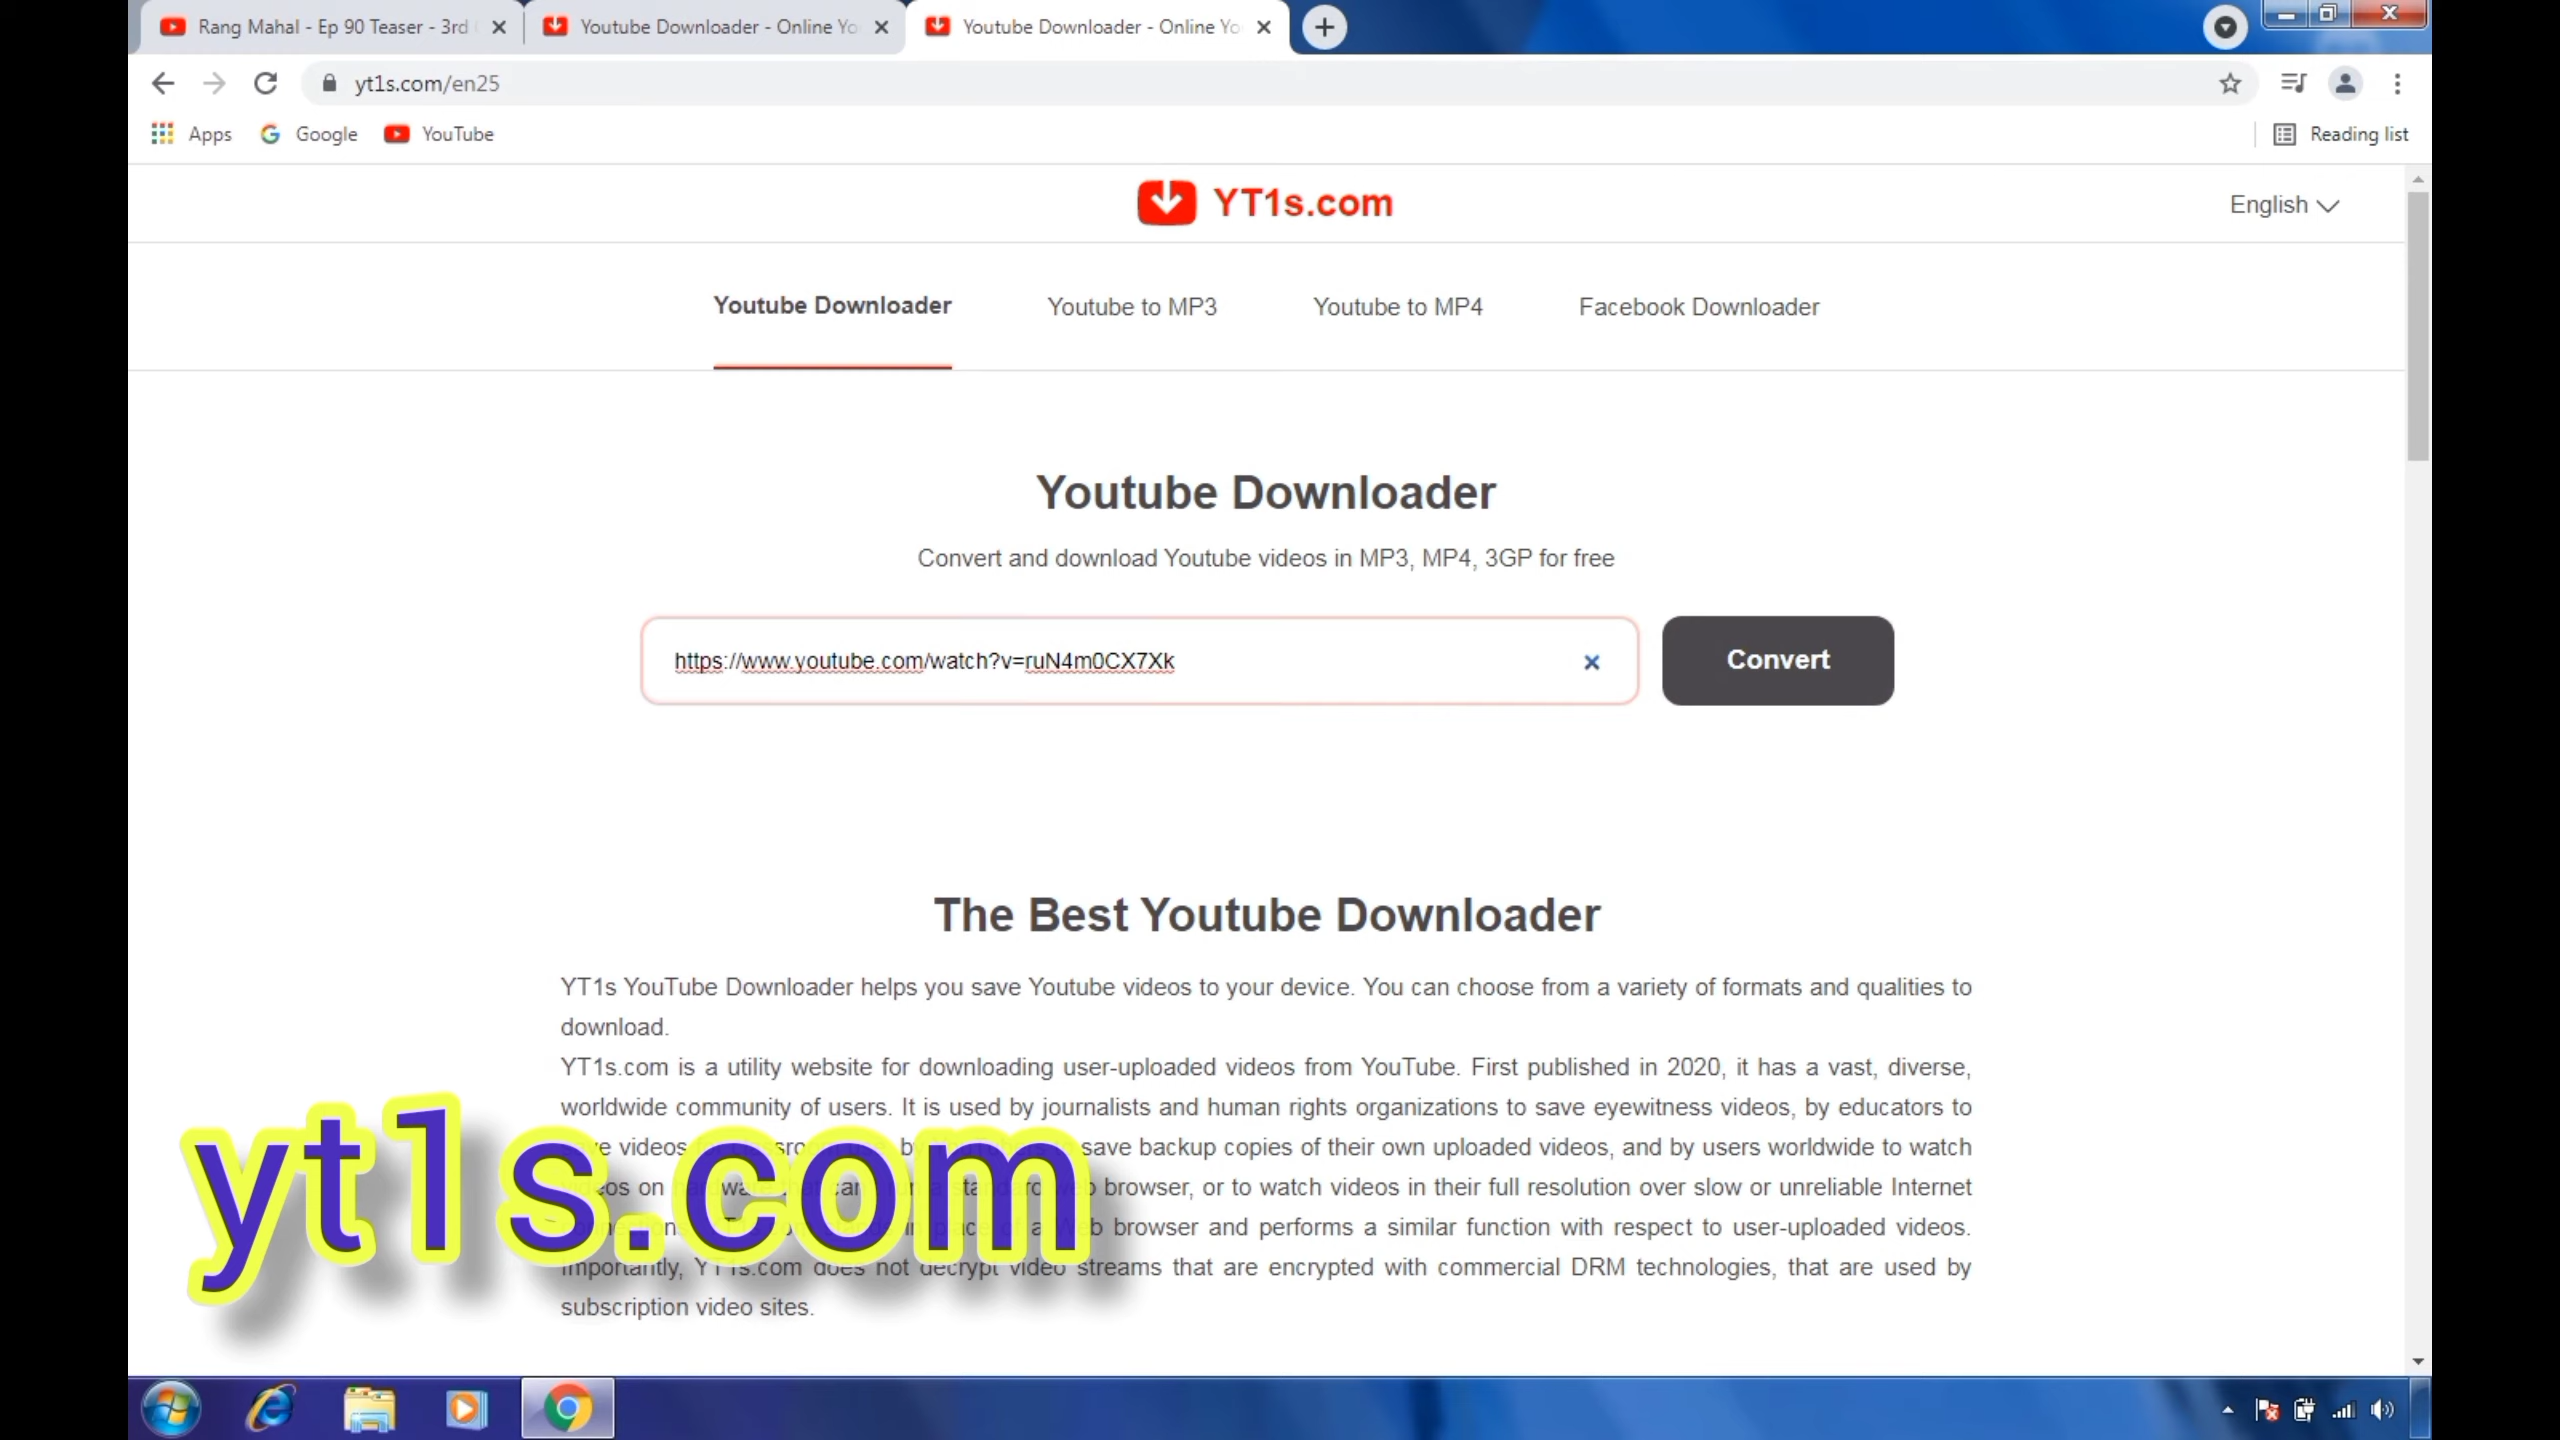 Rang Mahal - Ep 90 Teaser - 3rd
Youtube Downloader - Online Yo
Youtube Downloader - Online Yo
yt1s.com/en25
Apps
Google
YouTube
Reading list
YT1s.com
English
Youtube Downloader
Youtube to MP3
Youtube to MP4
Facebook Downloader
Youtube Downloader
Convert and download Youtube videos in MP3, MP4, 3GP for free
https://www.youtube.com/watch?v=ruN4m0CX7Xk
Convert
The Best Youtube Downloader
YT1s YouTube Downloader helps you save Youtube videos to your device. You can choose from a variety of formats and qualities to
download.
YT1s.com is a utility website for downloading user-uploaded videos from YouTube. First published in 2020, it has a vast, diverse,
worldwide community of users. It is used by journalists and human rights organizations to save eyewitness videos, by educators to
videos save backup copies of their own uploaded videos, and by users worldwide to watch
on browser, or to watch videos in their full resolution over slow or unreliable Internet
browser and performs a similar function with respect to user-uploaded videos.
Importantly, YT1s.com does not decrypt video streams that are encrypted with commercial DRM technologies, that are used by
subscription video sites.
yt1s.com